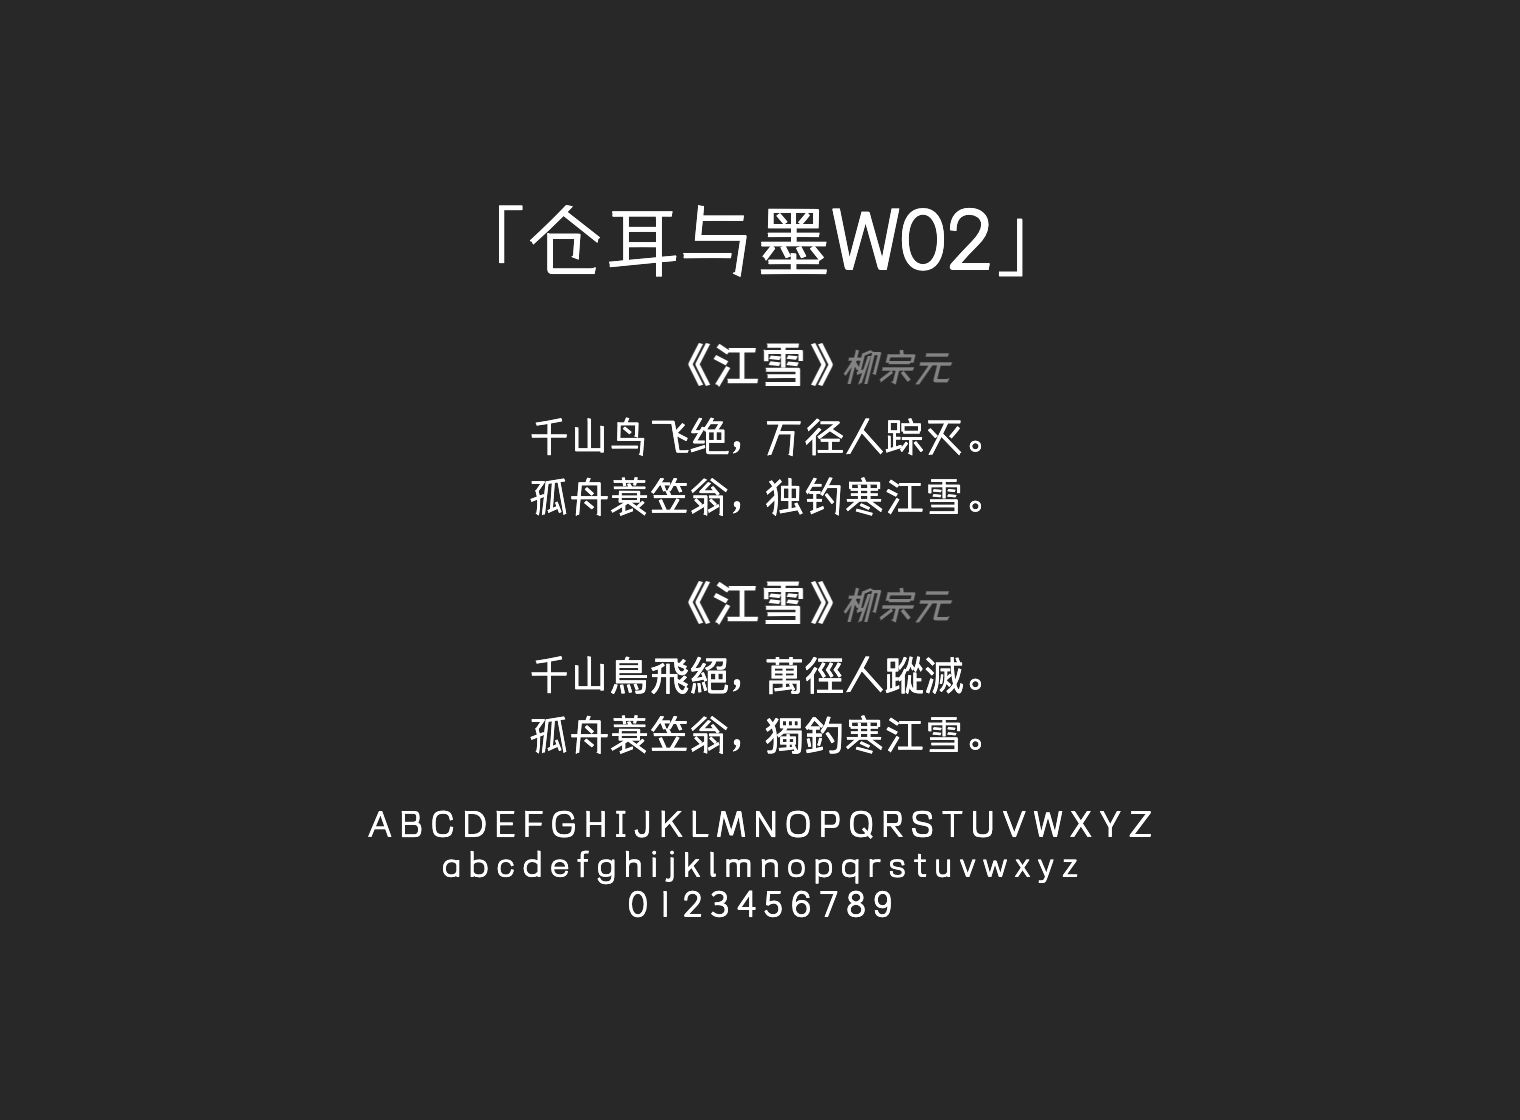 「仓耳与墨W02」
《江雪》柳宗元
千山鸟飞绝，万径人踪灭。
孤舟蓑笠翁，独钓寒江雪。
《江雪》柳宗元
千山鳥飛絕，萬徑人蹤滅。
孤舟蓑笠翁，獨釣寒江雪。
ABCDEFGHIJKLMNOPQRSTUVWXYZ
abcdefghijklmnopqrstuvwxyz
0123456789